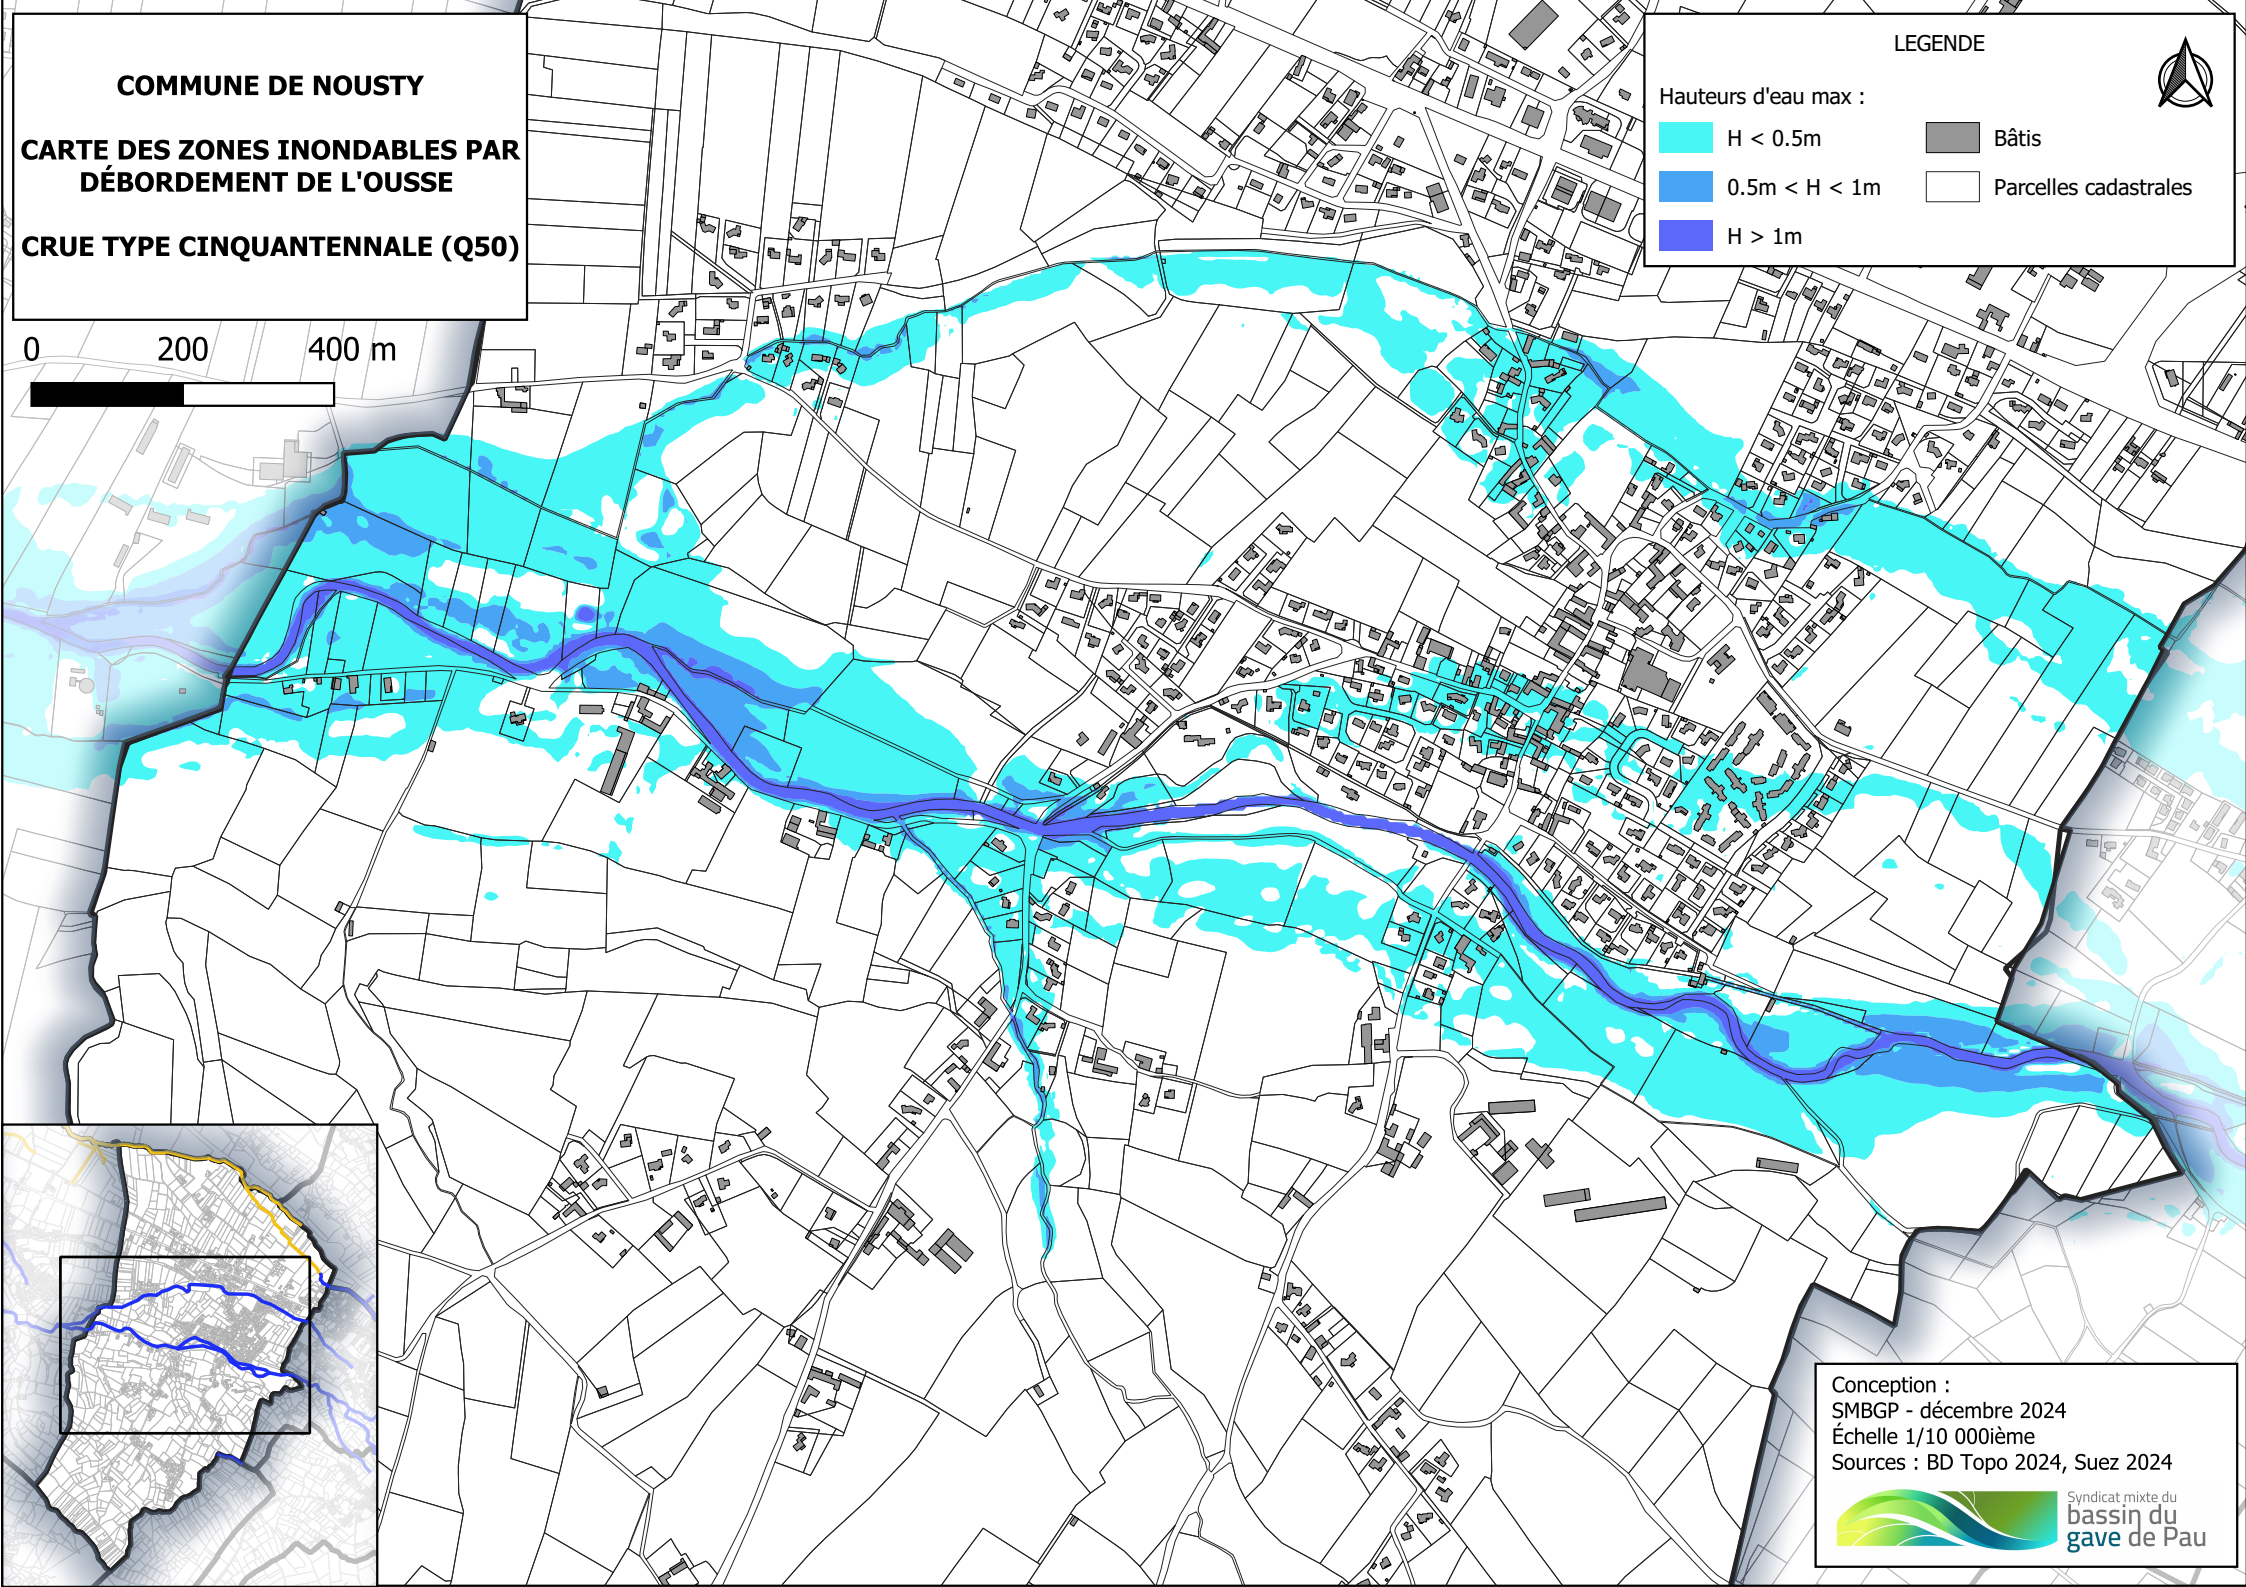 COMMUNE DE NOUSTY
CARTE DES ZONES INONDABLES PAR
DÉBORDEMENT DE L'OUSSE
CRUE TYPE CINQUANTENNALE (Q50)
0 200 400 m
LEGENDE
Hauteurs d'eau max :
H < 0.5m
0.5m < H < 1m
H > 1m
Bâtis
Parcelles cadastrales
Conception :
SMBGP - décembre 2024
Échelle 1/10 000ième
Sources : BD Topo 2024, Suez 2024
Syndicat mixte du
bassin du
gave de Pau